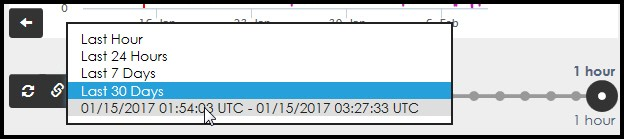 0
16. Jan
23. Jan
30. Jan
6. Feb
Last Hour
Last 24 Hours
Last 7 Days
Last 30 Days
01/15/2017 01:54:03 UTC - 01/15/2017 03:27:33 UTC
1 hour
1 hour